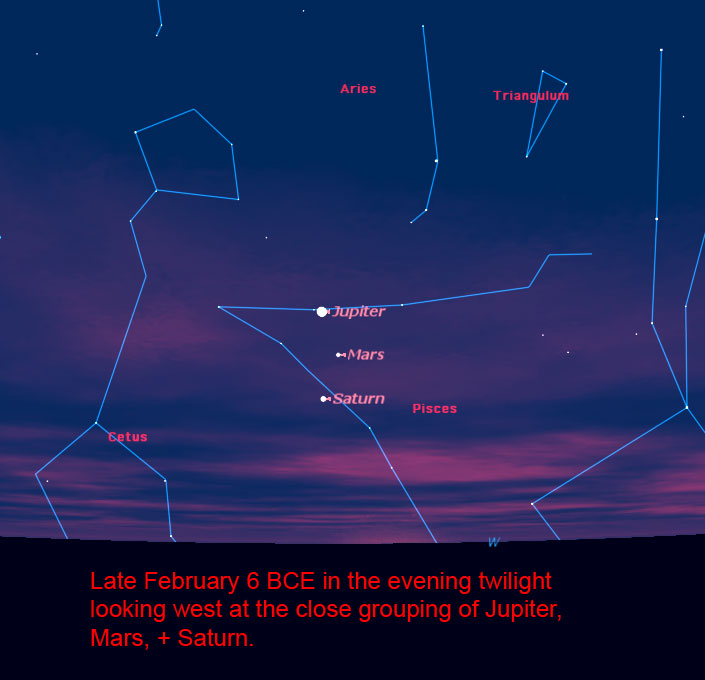 Aries
Triangulum
Jupiter
Mars
Saturn
Pisces
Cetus
W
Late February 6 BCE in the evening twilight
looking west at the close grouping of Jupiter,
Mars, + Saturn.